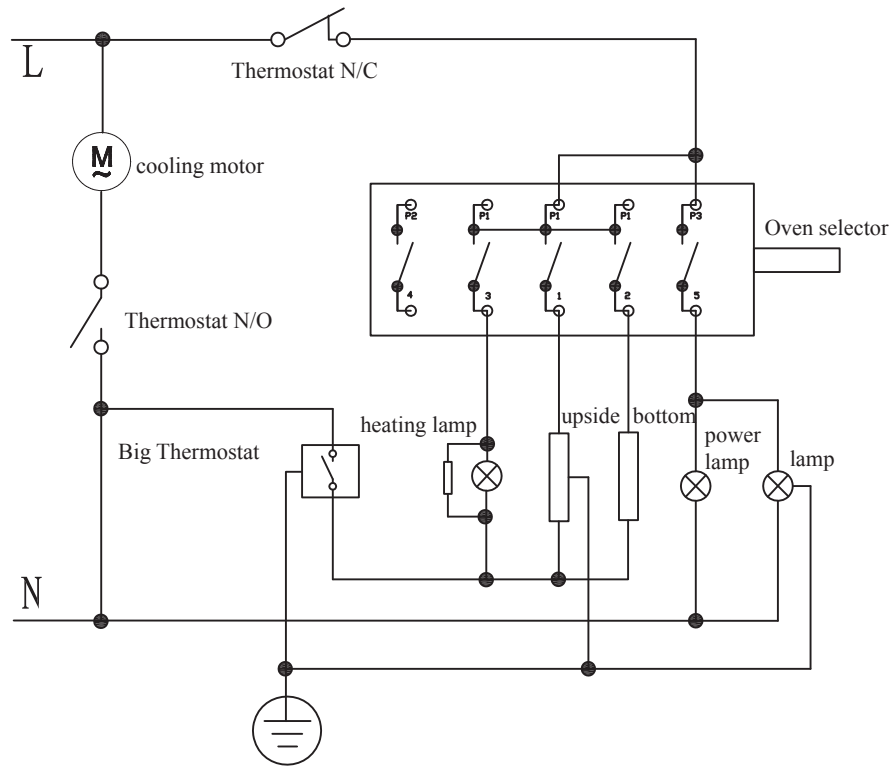 L
Thermostat N/C
M
~
cooling motor
P2
P1
P1
P1
P3
Oven selector
4
3
1
2
5
Thermostat N/O
heating lamp
upside
bottom
power
lamp
lamp
Big Thermostat
N